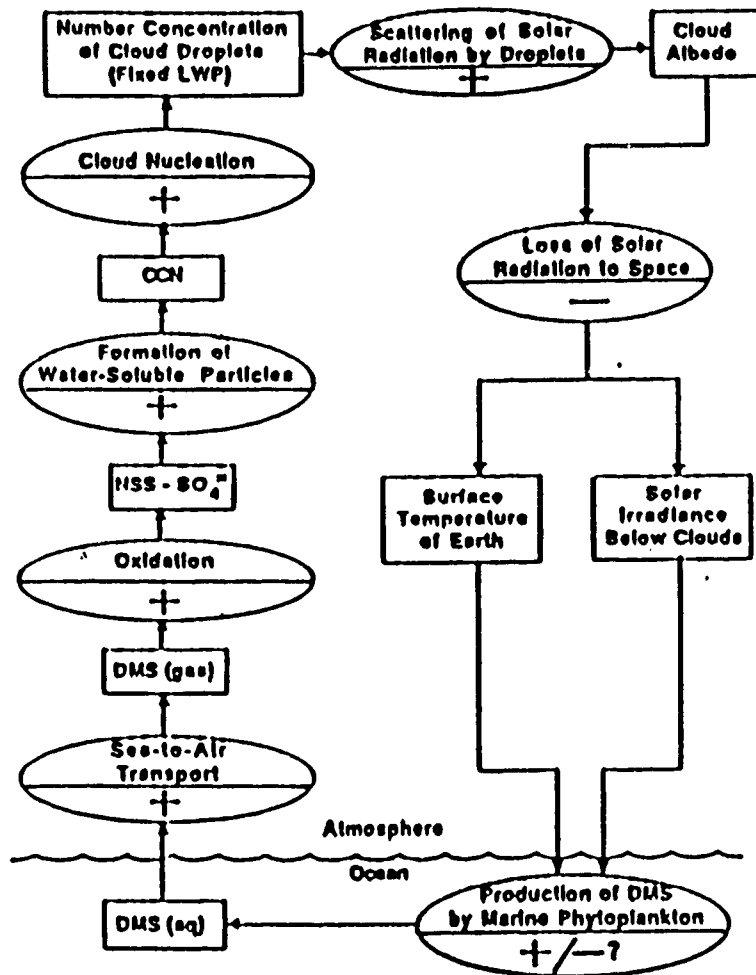 Number Concentration
of Cloud Droplets
(Fixed LWP)
Scattering of Solar
Radiation by Droplets
+
Cloud
Albedo
Cloud Nucleation
+
Loss of Solar
Radiation to Space
—
CCN
Formation of
Water-Soluble Particles
+
NSS - SO₄⁼
Surface
Temperature
of Earth
Solar
Irradiance
Below Clouds
Oxidation
+
DMS (gas)
Sea-to-Air
Transport
+
Atmosphere
Ocean
DMS (aq)
Production of DMS
by Marine Phytoplankton
+/—?